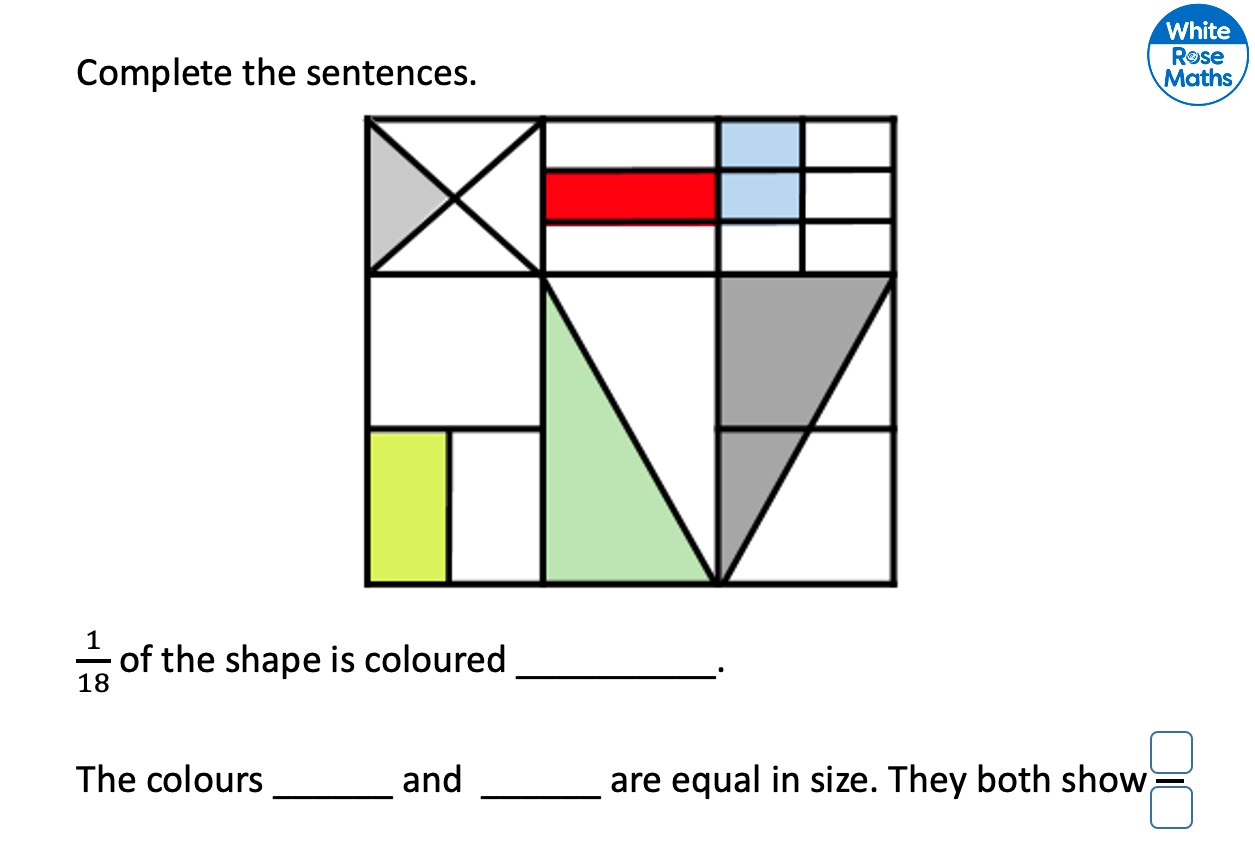 White
Rose
Maths
Complete the sentences.
1/18 of the shape is coloured __________.
The colours ______ and ______ are equal in size. They both show